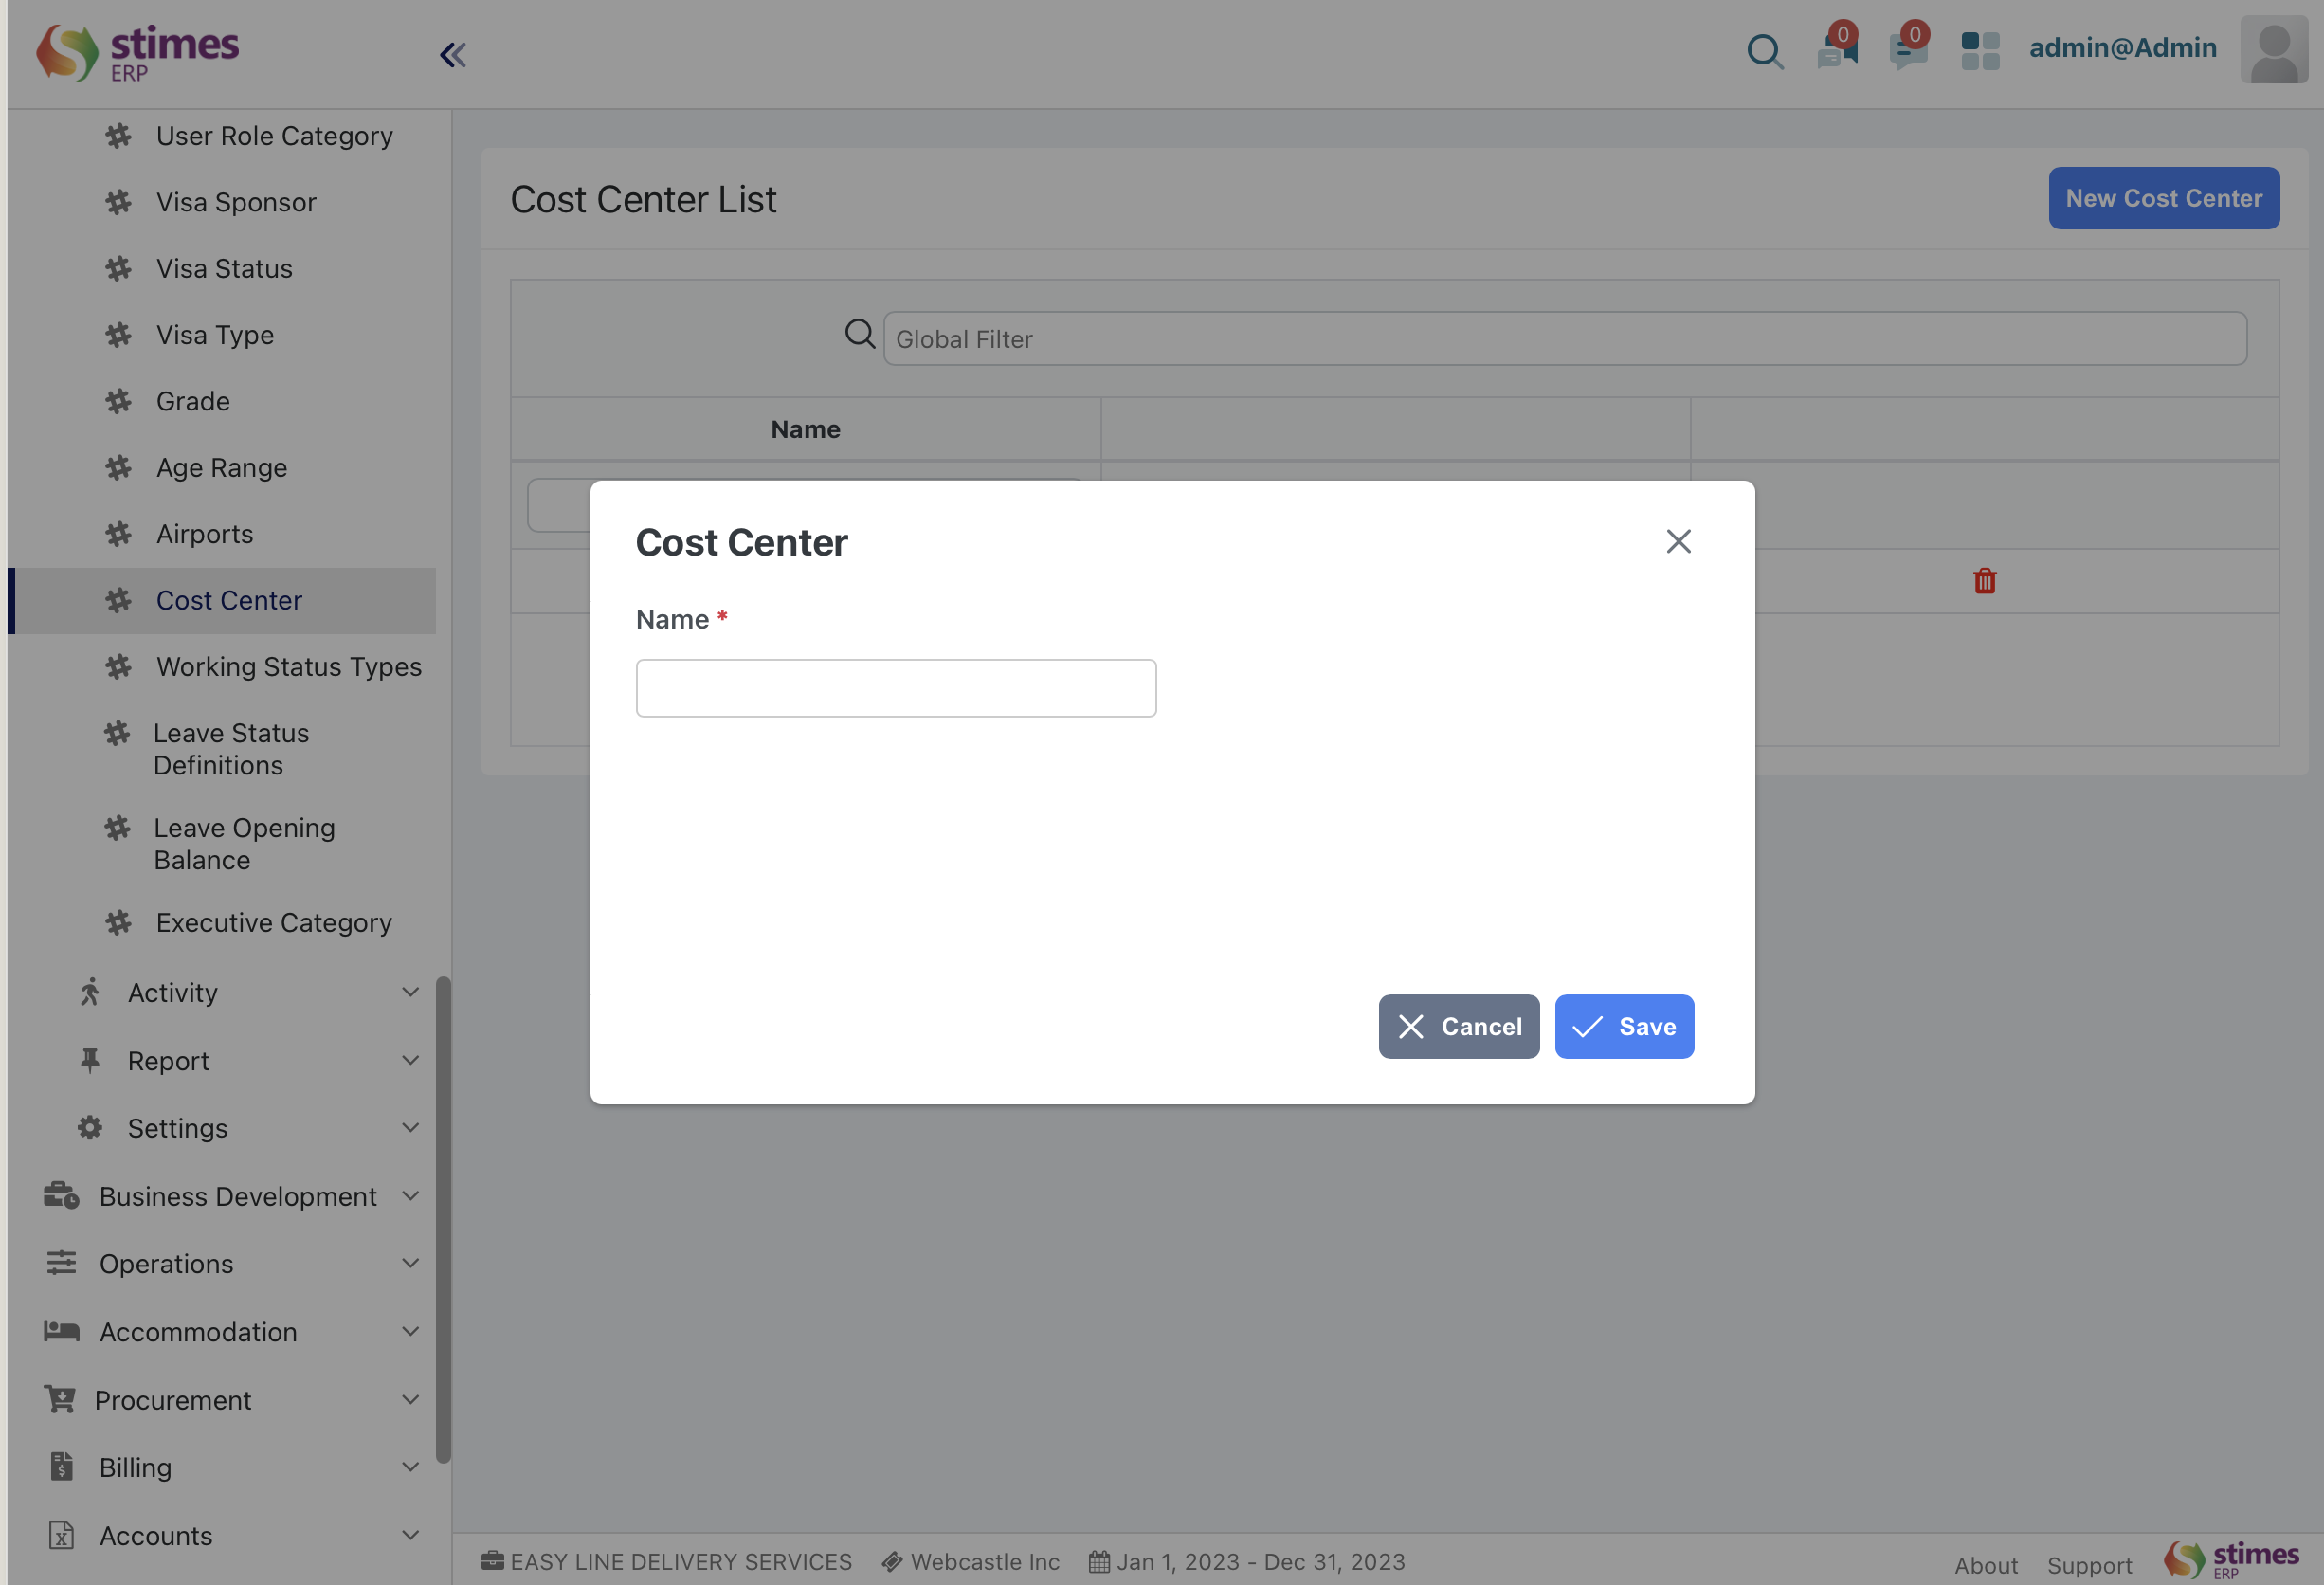 stimes
ERP
0
0
admin@Admin
User Role Category
Visa Sponsor
Visa Status
Visa Type
Grade
Age Range
Airports
Cost Center
Working Status Types
Leave Status
Definitions
Leave Opening
Balance
Executive Category
Activity
Report
Settings
Business Development
Operations
Accommodation
Procurement
Billing
Accounts
Cost Center List
New Cost Center
Global Filter
Name
Cost Center
Name *
Cancel
Save
EASY LINE DELIVERY SERVICES Webcastle Inc Jan 1, 2023 - Dec 31, 2023
About Support
stimes
ERP